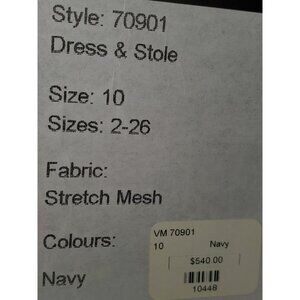 Style: 70901
Dress & Stole
Size: 10
Sizes: 2-26
Fabric:
Stretch Mesh
Colours:
Navy
VM 70901
10 Navy
$540.00
10448